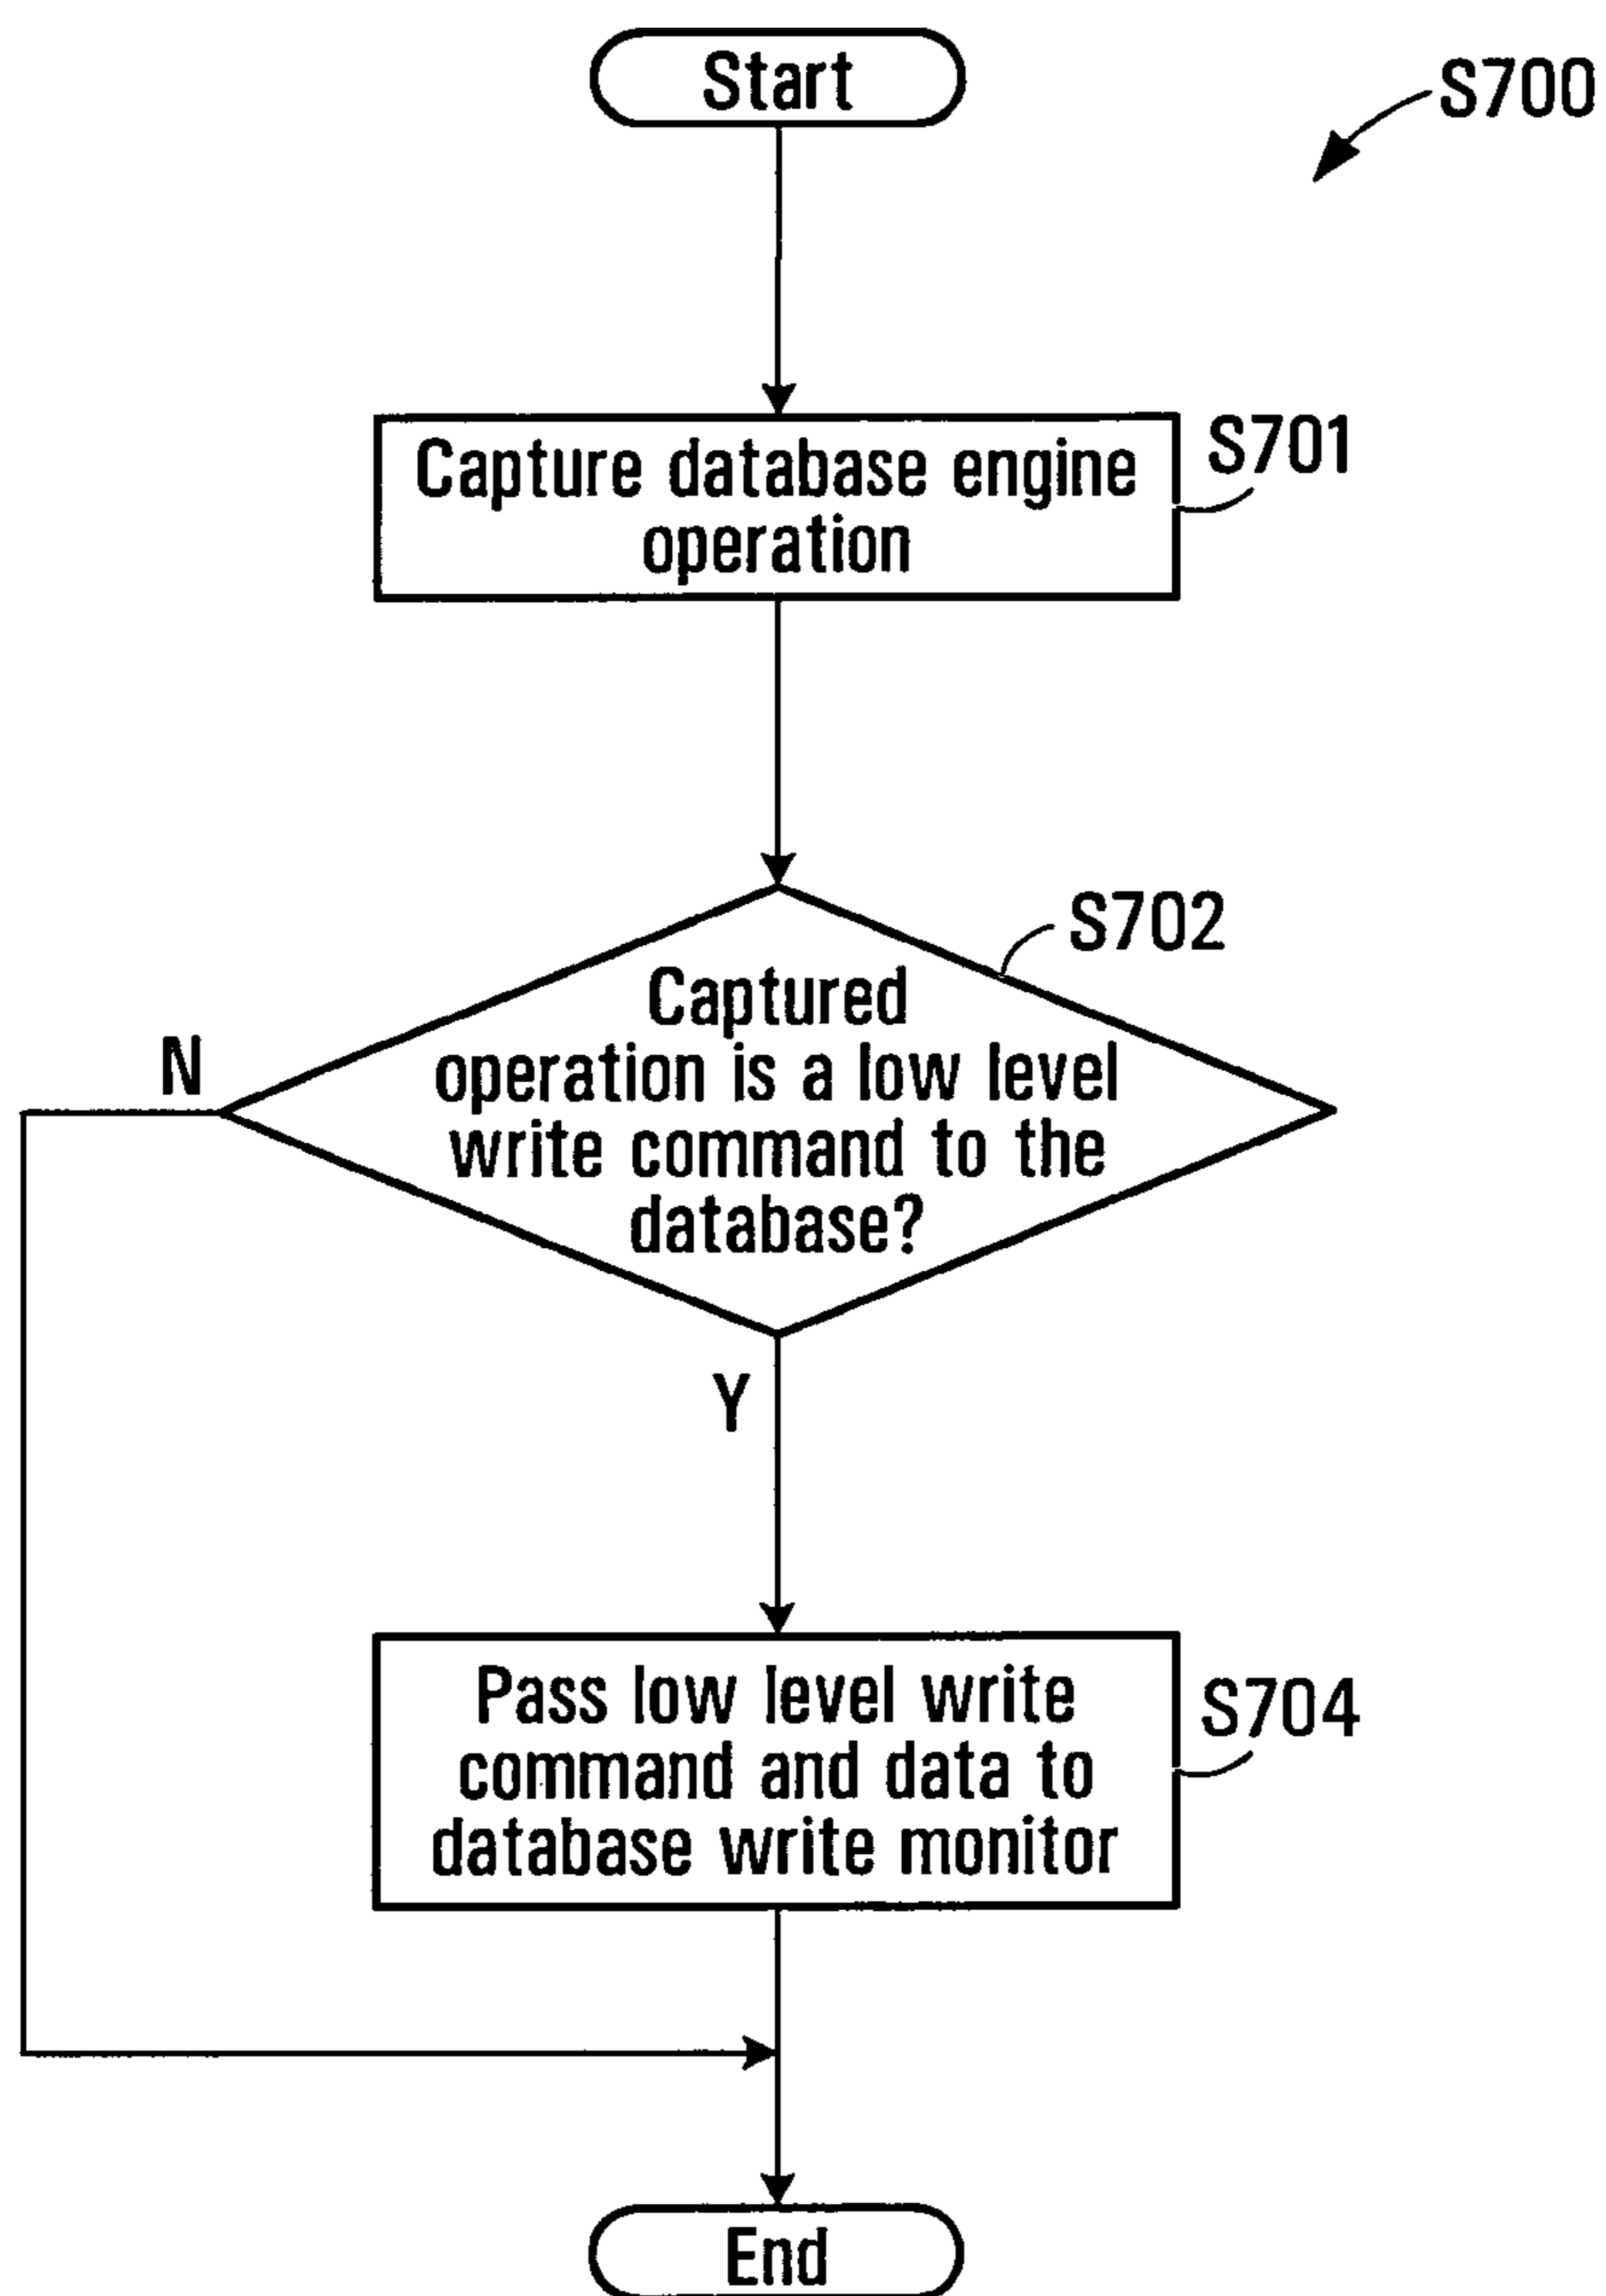 Start
S700
Capture database engine
operation
S701
S702
Captured
operation is a low level
write command to the
database?
N
Y
Pass low level write
command and data to
database write monitor
S704
End